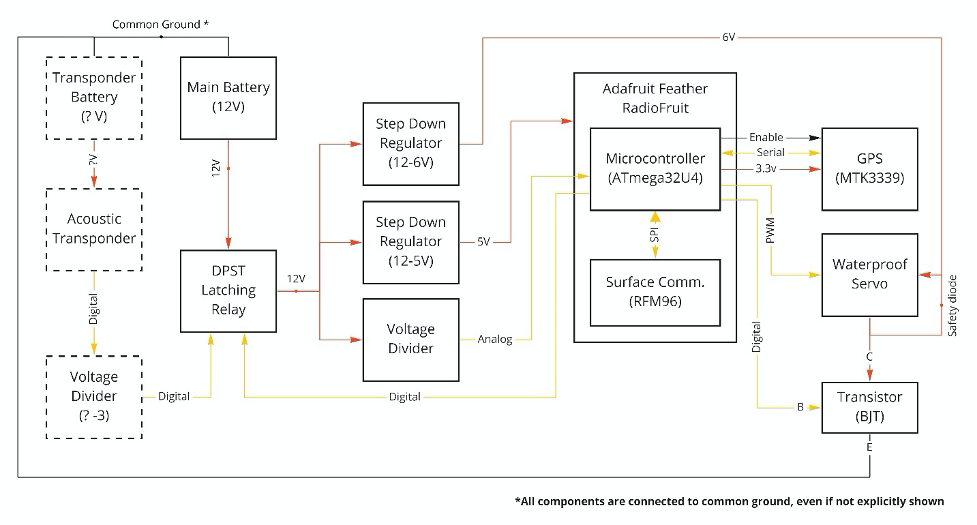 Common Ground *
6V
Transponder
Battery
(? V)
Main Battery
(12V)
Step Down
Regulator
(12-6V)
Adafruit Feather
RadioFruit
Microcontroller
(ATmega32U4)
Enable
Serial
3.3v
GPS
(MTK3339)
?V
12V
Acoustic
Transponder
Step Down
Regulator
(12-5V)
5V
SPI
PWM
DPST
Latching
Relay
12V
Surface Comm.
(RFM96)
Waterproof
Servo
Safety diode
Digital
Voltage
Divider
Analog
Digital
C
Voltage
Divider
(? -3)
Digital
Digital
B
Transistor
(BJT)
E
*All components are connected to common ground, even if not explicitly shown